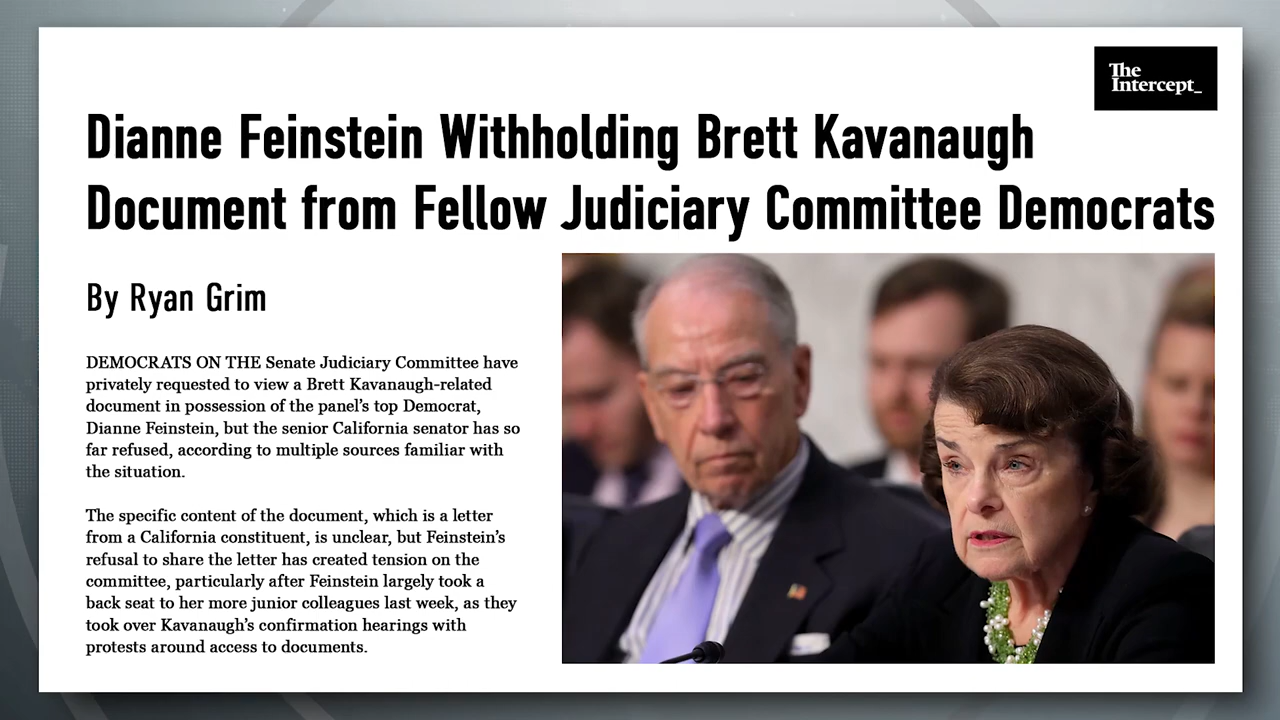 The
Intercept_
Dianne Feinstein Withholding Brett Kavanaugh
Document from Fellow Judiciary Committee Democrats
By Ryan Grim
DEMOCRATS ON THE Senate Judiciary Committee have
privately requested to view a Brett Kavanaugh-related
document in possession of the panel's top Democrat,
Dianne Feinstein, but the senior California senator has so
far refused, according to multiple sources familiar with
the situation.
The specific content of the document, which is a letter
from a California constituent, is unclear, but Feinstein's
refusal to share the letter has created tension on the
committee, particularly after Feinstein largely took a
back seat to her more junior colleagues last week, as they
took over Kavanaugh's confirmation hearings with
protests around access to documents.